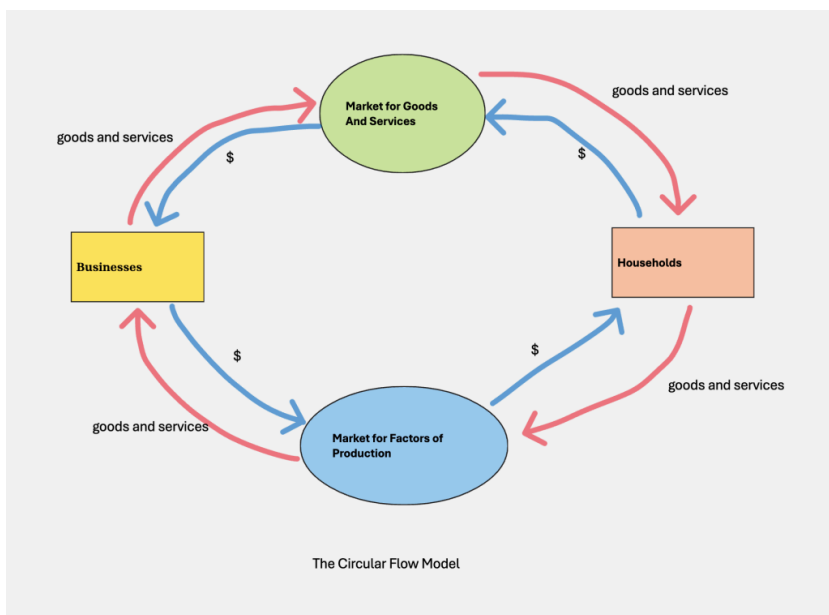 Market for Goods
And Services
goods and services
goods and services
$
$
Businesses
Households
$
$
goods and services
goods and services
Market for Factors of
Production
The Circular Flow Model